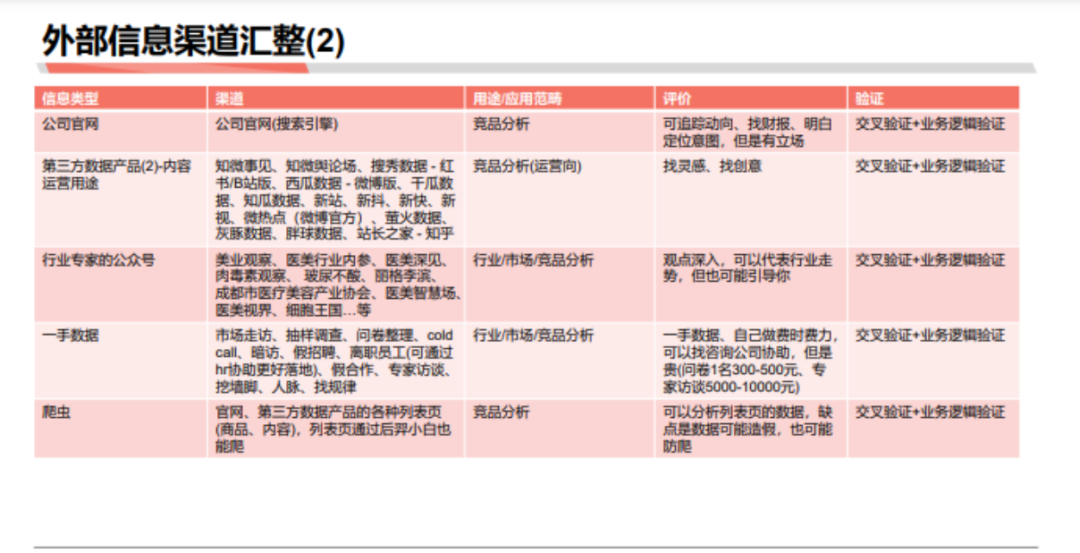 外部信息渠道汇整(2)
信息类型 渠道 用途/应用范畴 评价 验证
公司官网 公司官网(搜索引擎) 竞品分析 可追踪动向、找财报、明白 交叉验证+业务逻辑验证
定位意图，但是有立场
第三方数据产品(2)-内容 知微事见、知微舆论场、搜秀数据 - 红 竞品分析(运营向) 找灵感、找创意 交叉验证+业务逻辑验证
运营用途 书/B站版、西瓜数据 - 微博版、千瓜数
据、知瓜数据、新站、新抖、新快、新
视、微热点（微博官方）、萤火数据、
灰豚数据、胖球数据、站长之家 - 知乎
行业专家的公众号 美业观察、医美行业内参、医美深见、 行业/市场/竞品分析 观点深入，可以代表行业走 交叉验证+业务逻辑验证
肉毒素观察、 玻尿不酸、丽格李滨、 势，但也可能引导你
成都市医疗美容产业协会、医美智慧场、
医美视界、细胞王国…等
一手数据 市场走访、抽样调查、问卷整理、cold 行业/市场/竞品分析 一手数据、自己做费时费力， 交叉验证+业务逻辑验证
call、暗访、假招聘、离职员工(可通过 可以找咨询公司协助，但是
hr协助更好落地)、假合作、专家访谈、 贵(问卷1名300-500元、专
挖墙脚、人脉、找规律 家访谈5000-10000元)
爬虫 官网、第三方数据产品的各种列表页 竞品分析 可以分析列表页的数据，缺 交叉验证+业务逻辑验证
(商品、内容)，列表页通过后羿小白也 点是数据可能造假，也可能
能爬 防爬